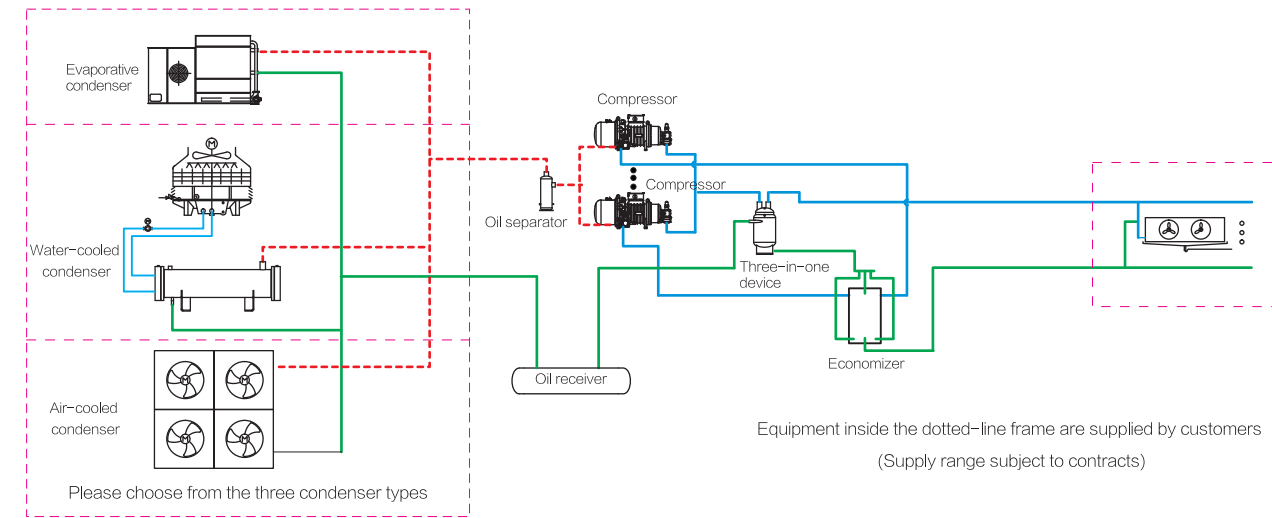 Evaporative
condenser
Compressor
Compressor
Oil separator
M
Water-cooled
condenser
Three-in-one
device
Economizer
Oil receiver
M
M
M
M
Air-cooled
condenser
Equipment inside the dotted-line frame are supplied by customers
(Supply range subject to contracts)
Please choose from the three condenser types